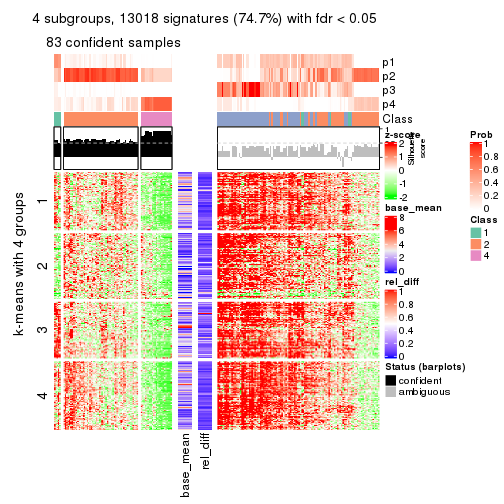 4 subgroups, 13018 signatures (74.7%) with fdr < 0.05
83 confident samples
p1
p2
p3
p4
Class
1
Silhouette
score
k-means with 4 groups
1
2
3
4
base_mean
rel_diff
z-score
2
1
0
-1
-2
base_mean
8
6
4
2
0
rel_diff
1
0.8
0.6
0.4
0.2
0
Prob
1
0.8
0.6
0.4
0.2
0
Class
1
2
4
Status (barplots)
confident
ambiguous